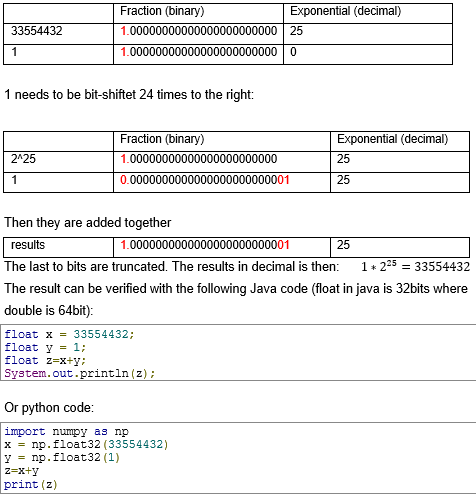 Fraction (binary) Exponential (decimal)
33554432 1.00000000000000000000000 25
1 1.00000000000000000000000 0
1 needs to be bit-shiftet 24 times to the right:
Fraction (binary) Exponential (decimal)
2^25 1.00000000000000000000000 25
1 0.0000000000000000000000001 25
Then they are added together
results 1.0000000000000000000000001 25
The last to bits are truncated. The results in decimal is then: 1 ∗ 2²⁵ = 33554432
The result can be verified with the following Java code (float in java is 32bits where
double is 64bit):
float x = 33554432;
float y = 1;
float z=x+y;
System.out.println(z);
Or python code:
import numpy as np
x = np.float32(33554432)
y = np.float32(1)
z=x+y
print(z)